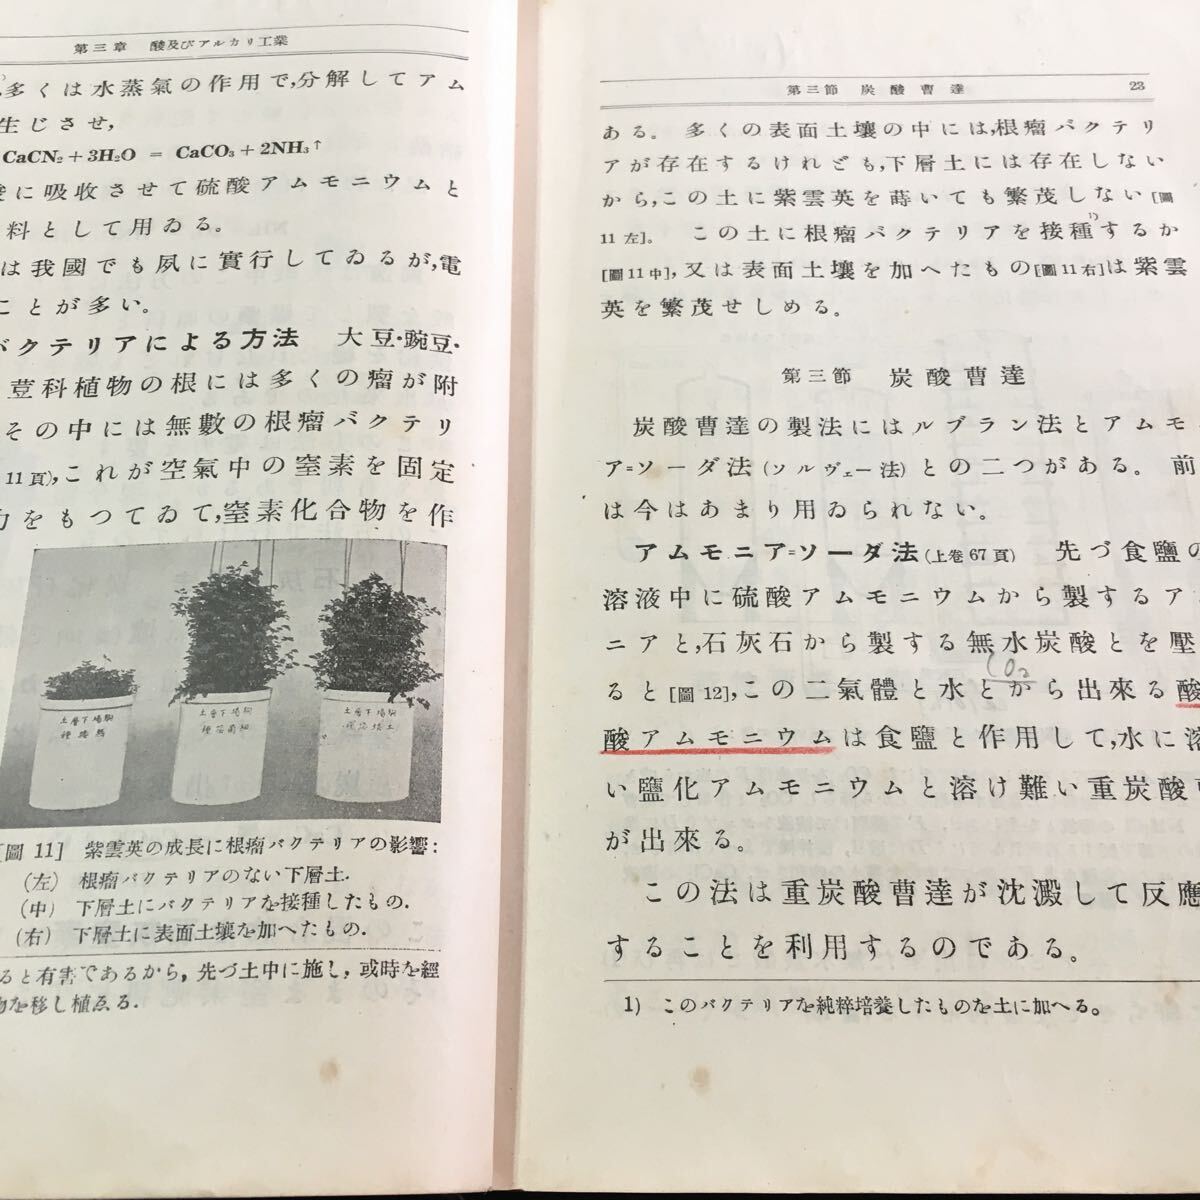 第三章　酸及びアルカリ工業
多くは水蒸氣の作用で,分解してアム
生じさせ,
CaCN₂+3H₂O = CaCO₃+2NH₃↑
に吸收させて硫酸アムモニウムと
料として用ゐる。
は我國でも夙に實行してゐるが,電
ことが多い。
バクテリアによる方法　大豆·豌豆·
荳科植物の根には多くの瘤が附
その中には無數の根瘤バクテリ
11頁),これが空氣中の窒素を固定
力をもつてゐて,窒素化合物を作
土層下場駒
種接無
土層下場駒
種接菌細
土層下場駒
[圖 11]　紫雲英の成長に根瘤バクテリアの影響:
(左)　根瘤バクテリアのない下層土.
(中)　下層土にバクテリアを接種したもの.
(右)　下層土に表面土壤を加へたもの.
ると有害であるから, 先づ土中に施し, 或時を經
物を移し植ゑる.
第三節　炭酸曹達　23
ある。多くの表面土壤の中には,根瘤バクテリ
アが存在するけれども,下層土には存在しない
から,この土に紫雲英を蒔いても繁茂しない[圖
11左]。この土に根瘤バクテリアを接種¹⁾するか
[圖11中],又は表面土壤を加へたもの[圖11右]は紫雲
英を繁茂せしめる。
第三節　炭酸曹達
炭酸曹達の製法にはルブラン法とアムモ
ア=ソーダ法(ソルヴェー法)との二つがある。前
は今はあまり用ゐられない。
アムモニア=ソーダ法(上卷67頁)　先づ食鹽の
溶液中に硫酸アムモニウムから製するア
ニアと,石灰石から製する無水炭酸とを壓
CO₂
ると[圖12],この二氣體と水とから出來る酸
酸アムモニウムは食鹽と作用して,水に溶
い鹽化アムモニウムと溶け難い重炭酸
が出來る。
この法は重炭酸曹達が沈澱して反應
することを利用するのである。
1)　このバクテリアを純粹培養したものを土に加へる。